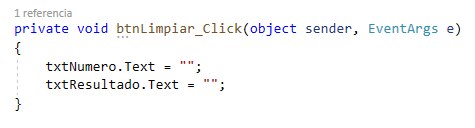 1 referencia
private void btnLimpiar_Click(object sender, EventArgs e)
{
    txtNumero.Text = "";
    txtResultado.Text = "";
}